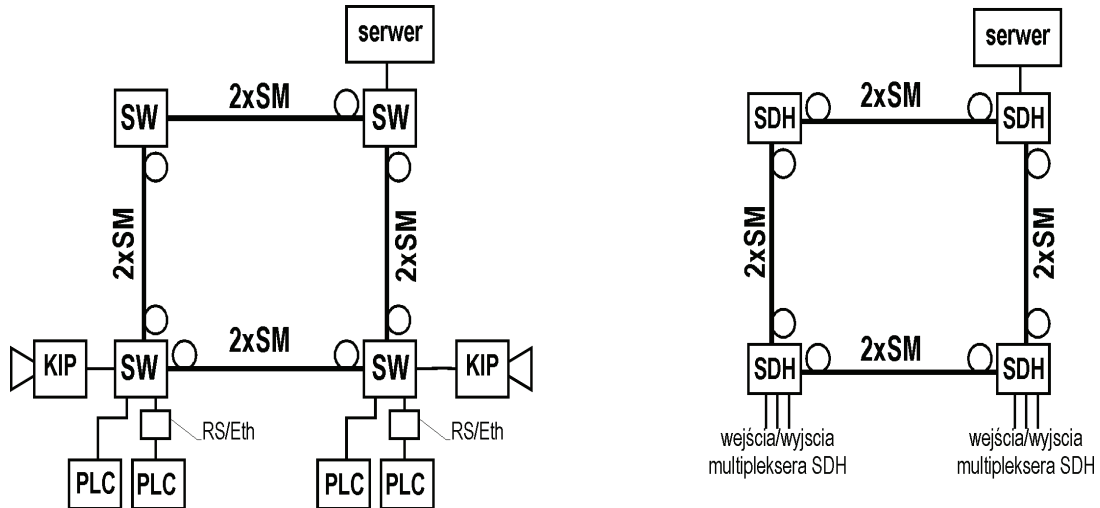 serwer
2xSM
SW
SW
2xSM
2xSM
2xSM
KIP
SW
SW
KIP
RS/Eth
RS/Eth
PLC
PLC
PLC
PLC
serwer
2xSM
SDH
SDH
2xSM
2xSM
2xSM
SDH
SDH
wejścia/wyjscia
multipleksera SDH
wejścia/wyjscia
multipleksera SDH